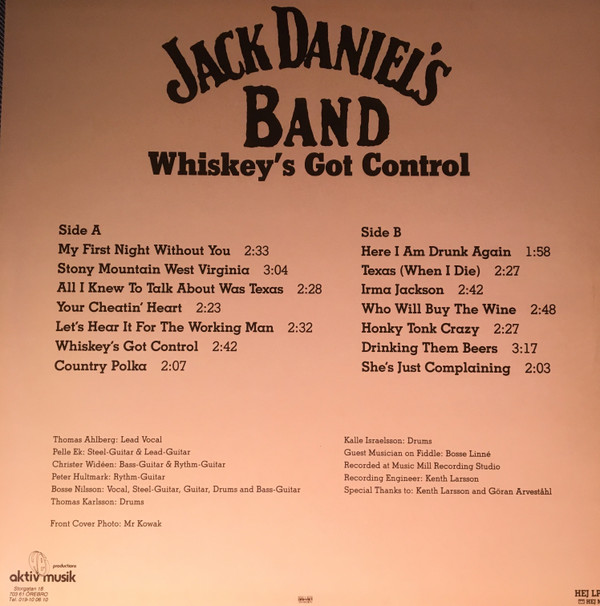 JACK DANIEL'S
BAND
Whiskey's Got Control
Side A
My First Night Without You 2:33
Stony Mountain West Virginia 3:04
All I Knew To Talk About Was Texas 2:28
Your Cheatin' Heart 2:23
Let's Hear It For The Working Man 2:32
Whiskey's Got Control 2:42
Country Polka 2:07
Side B
Here I Am Drunk Again 1:58
Texas (When I Die) 2:27
Irma Jackson 2:42
Who Will Buy The Wine 2:48
Honky Tonk Crazy 2:27
Drinking Them Beers 3:17
She's Just Complaining 2:03
Thomas Ahlberg: Lead Vocal
Pelle Ek: Steel-Guitar & Lead-Guitar
Christer Widéen: Bass-Guitar & Rythm-Guitar
Peter Hultmark: Rythm-Guitar
Bosse Nilsson: Vocal, Steel-Guitar, Guitar, Drums and Bass-Guitar
Thomas Karlsson: Drums
Front Cover Photo: Mr Kowak
Kalle Israelsson: Drums
Guest Musician on Fiddle: Bosse Linné
Recorded at Music Mill Recording Studio
Recording Engineer: Kenth Larsson
Special Thanks to: Kenth Larsson and Göran Arvestähl
productions
aktiv musik
703 61 ÖREBRO
HEJ LP
HEJ